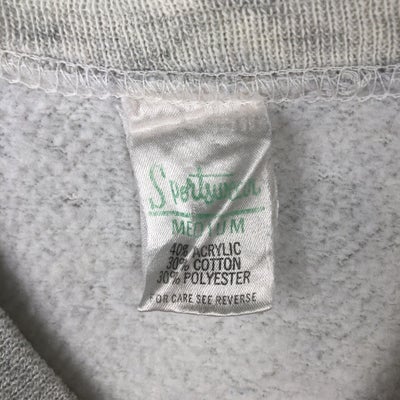 Sportswear
MEDIUM
40% ACRYLIC
30% COTTON
30% POLYESTER
FOR CARE SEE REVERSE